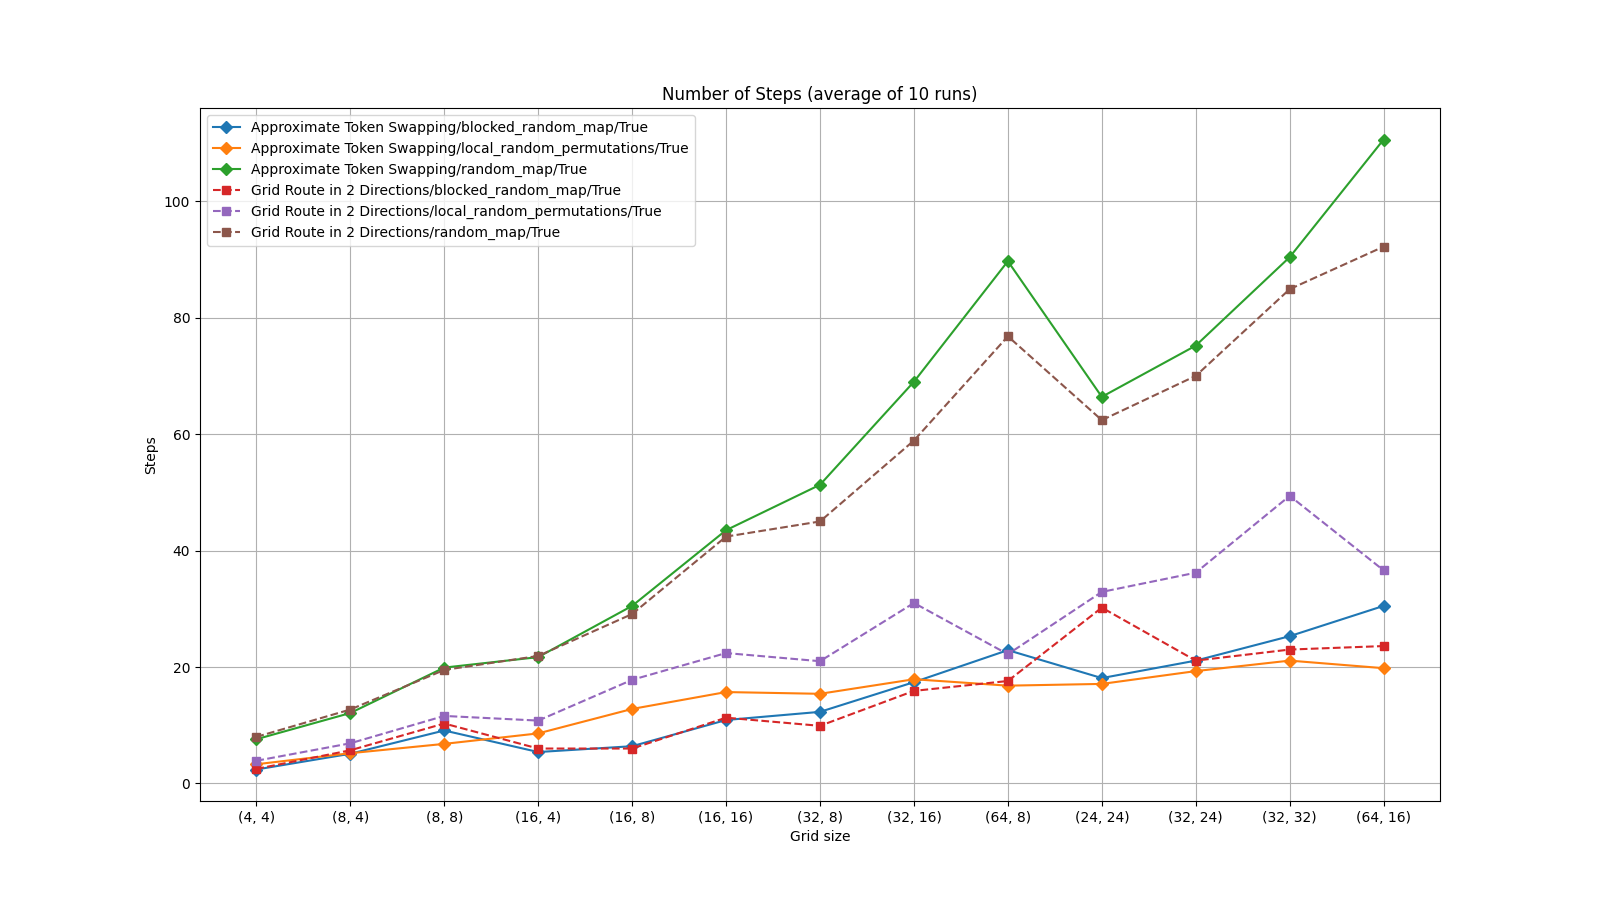 Number of Steps (average of 10 runs)
Approximate Token Swapping/blocked_random_map/True
Approximate Token Swapping/local_random_permutations/True
Approximate Token Swapping/random_map/True
Grid Route in 2 Directions/blocked_random_map/True
Grid Route in 2 Directions/local_random_permutations/True
Grid Route in 2 Directions/random_map/True
100
80
60
40
20
0
Steps
(4, 4) (8, 4) (8, 8) (16, 4) (16, 8) (16, 16) (32, 8) (32, 16) (64, 8) (24, 24) (32, 24) (32, 32) (64, 16)
Grid size